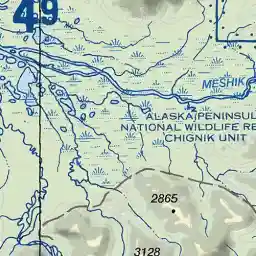 49
MESHIK
ALASKA PENINSUL
NATIONAL WILDLIFE RE
CHIGNIK UNIT
2865
3128